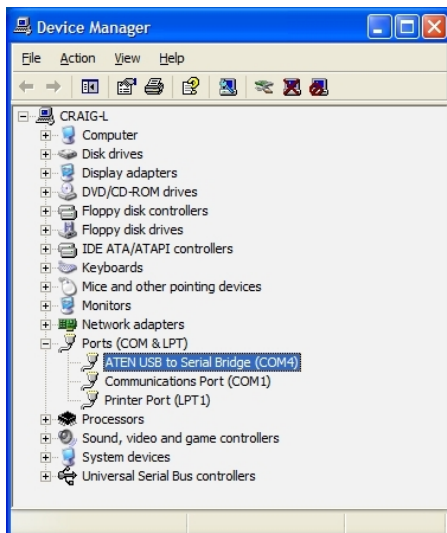 Device Manager
File Action View Help
CRAIG-L
Computer
Disk drives
Display adapters
DVD/CD-ROM drives
Floppy disk controllers
Floppy disk drives
IDE ATA/ATAPI controllers
Keyboards
Mice and other pointing devices
Monitors
Network adapters
Ports (COM & LPT)
ATEN USB to Serial Bridge (COM4)
Communications Port (COM1)
Printer Port (LPT1)
Processors
Sound, video and game controllers
System devices
Universal Serial Bus controllers